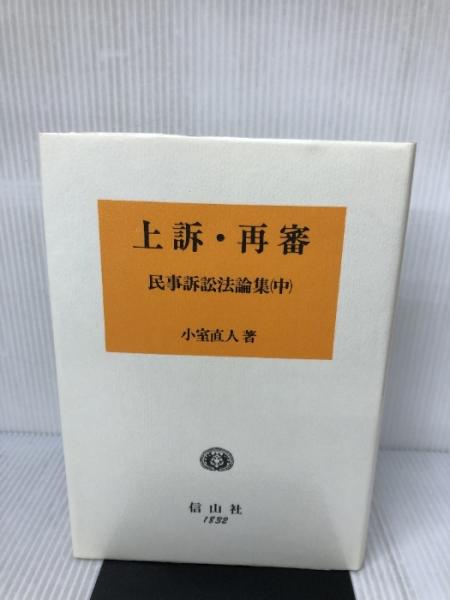 上訴・再審
民事訴訟法論集(中)
小室直人著
信山社
1832